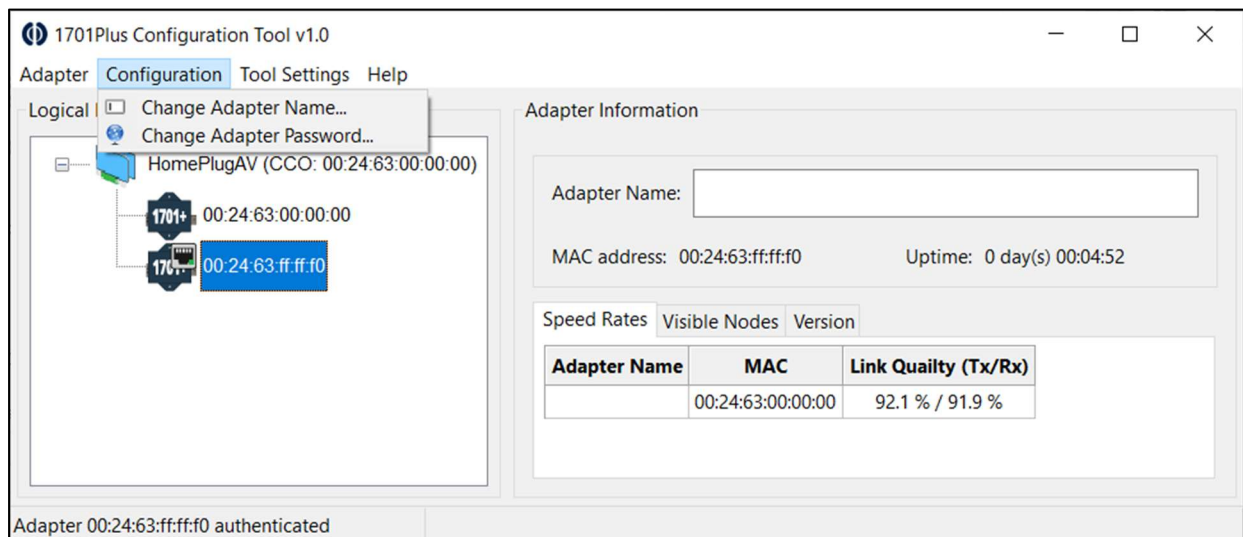 1701Plus Configuration Tool v1.0
Adapter Configuration Tool Settings Help
Change Adapter Name...
Change Adapter Password...
Logical
HomePlugAV (CCO: 00:24:63:00:00:00)
1701+ 00:24:63:00:00:00
00:24:63:ff:ff:f0
Adapter Information
Adapter Name:
MAC address: 00:24:63:ff:ff:f0 Uptime: 0 day(s) 00:04:52
Speed Rates Visible Nodes Version
Adapter Name MAC Link Quailty (Tx/Rx)
00:24:63:00:00:00 92.1 % / 91.9 %
Adapter 00:24:63:ff:ff:f0 authenticated